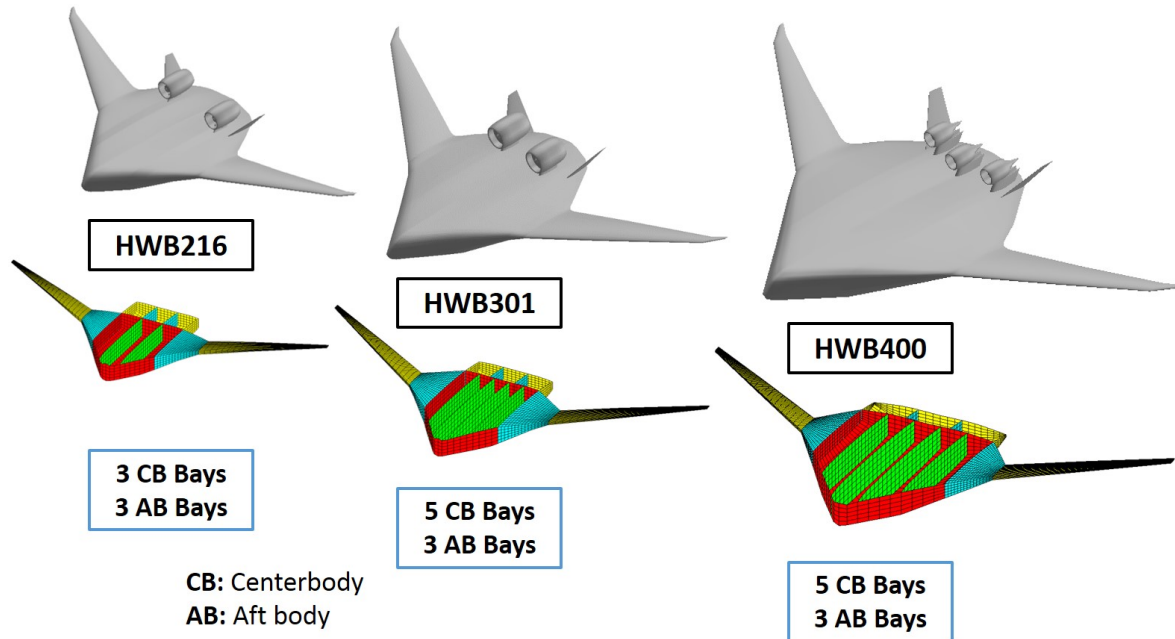 HWB216
HWB301
HWB400
3 CB Bays
3 AB Bays
5 CB Bays
3 AB Bays
5 CB Bays
3 AB Bays
CB: Centerbody
AB: Aft body